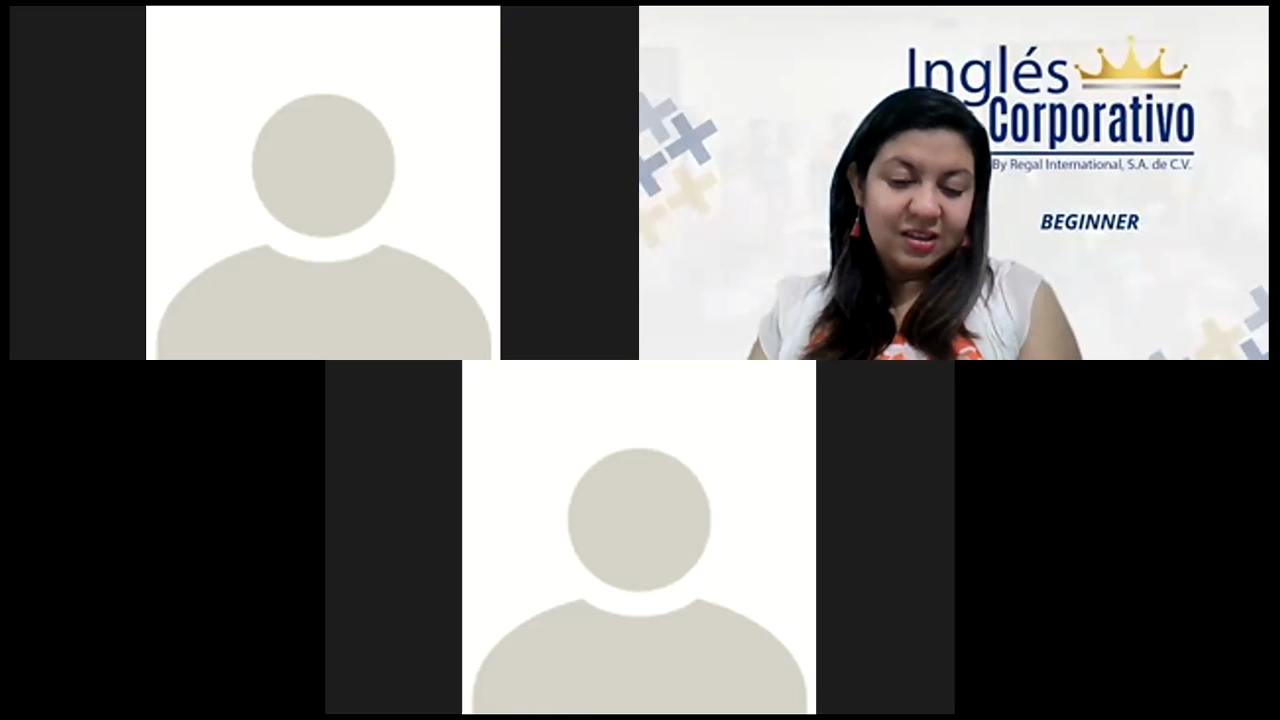 Inglés
Corporativo
By Regal International, S.A. de C.V.
BEGINNER